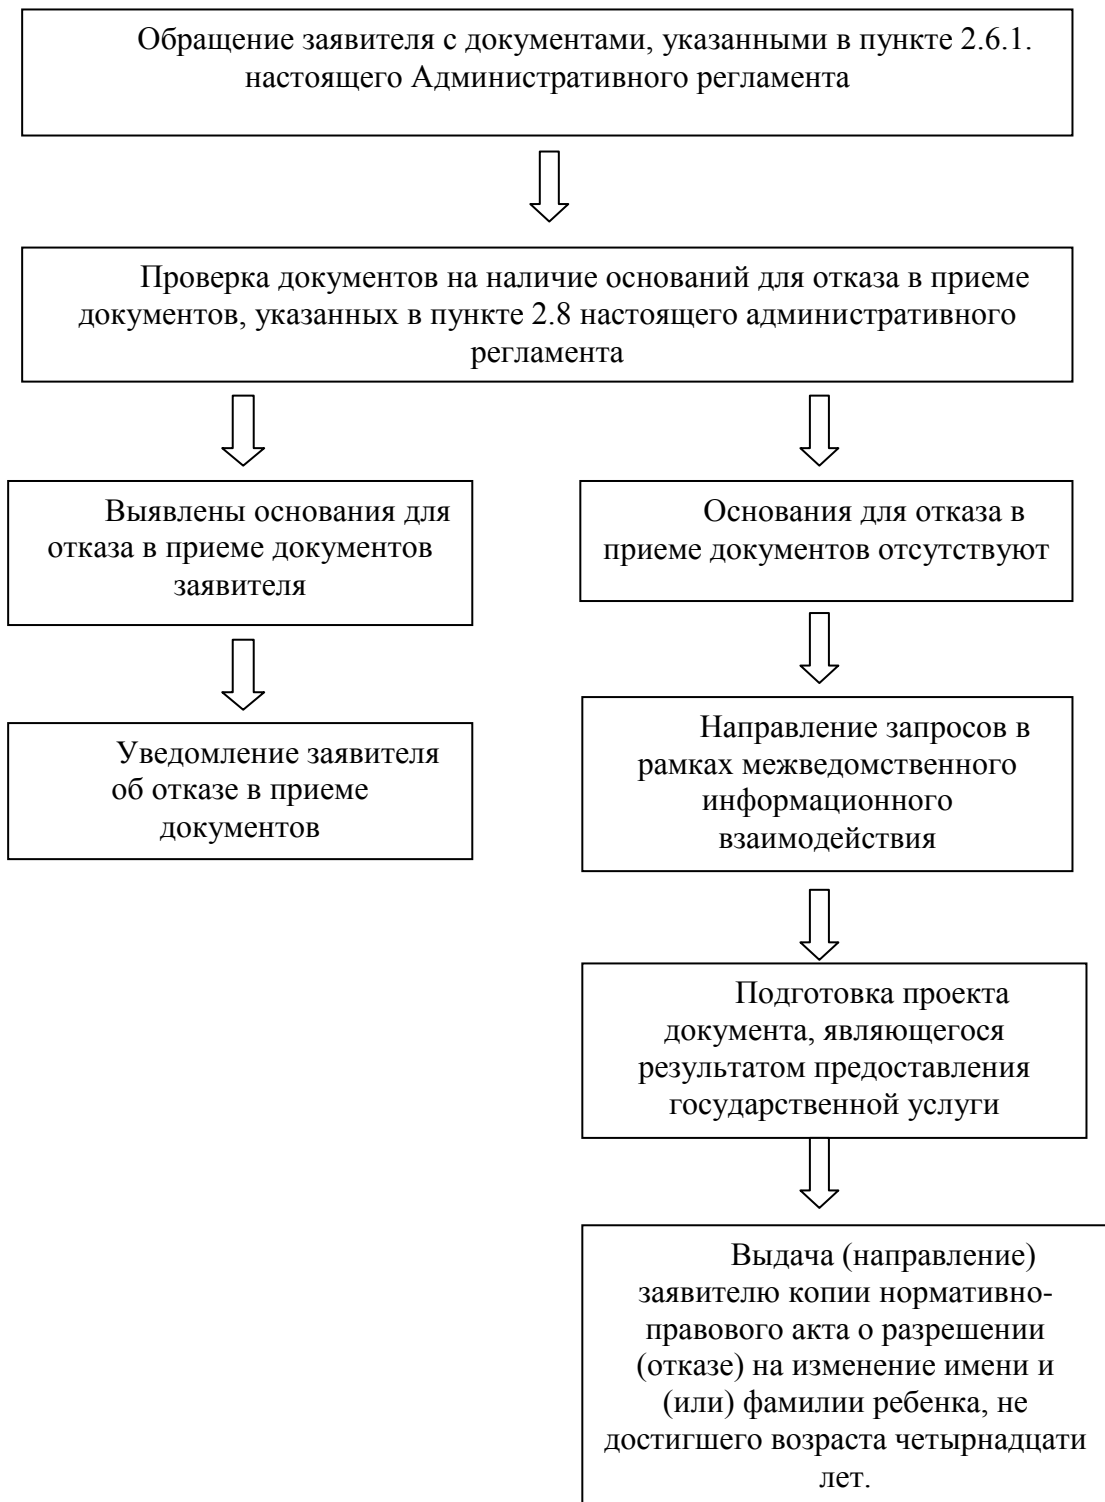 Обращение заявителя с документами, указанными в пункте 2.6.1.
настоящего Административного регламента
Проверка документов на наличие оснований для отказа в приеме
документов, указанных в пункте 2.8 настоящего административного
регламента
Выявлены основания для
отказа в приеме документов
заявителя
Основания для отказа в
приеме документов отсутствуют
Уведомление заявителя
об отказе в приеме
документов
Направление запросов в
рамках межведомственного
информационного
взаимодействия
Подготовка проекта
документа, являющегося
результатом предоставления
государственной услуги
Выдача (направление)
заявителю копии нормативно-
правового акта о разрешении
(отказе) на изменение имени и
(или) фамилии ребенка, не
достигшего возраста четырнадцати
лет.